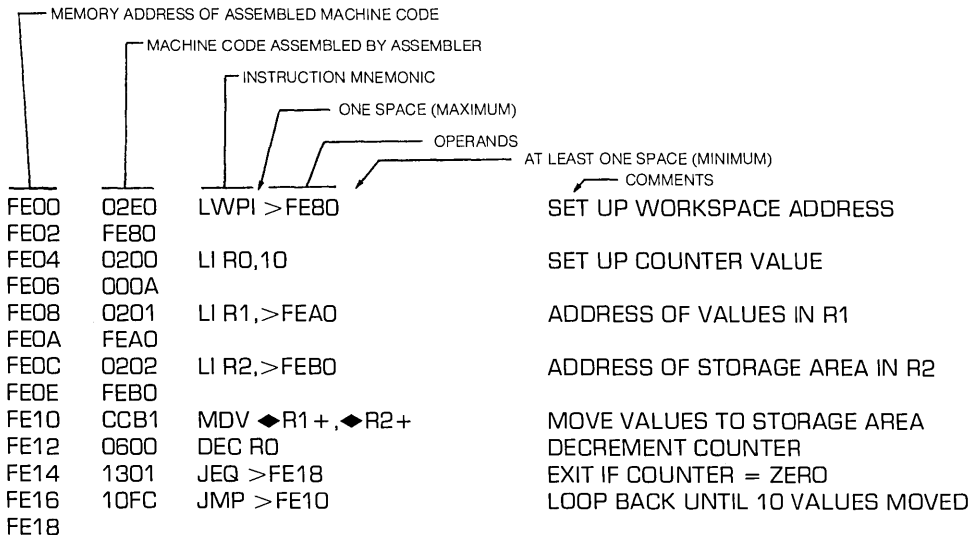 MEMORY ADDRESS OF ASSEMBLED MACHINE CODE
MACHINE CODE ASSEMBLED BY ASSEMBLER
INSTRUCTION MNEMONIC
ONE SPACE (MAXIMUM)
OPERANDS
AT LEAST ONE SPACE (MINIMUM)
COMMENTS
FE00 02E0 LWPI >FE80 SET UP WORKSPACE ADDRESS
FE02 FE80
FE04 0200 LI R0,10 SET UP COUNTER VALUE
FE06 000A
FE08 0201 LI R1,>FEA0 ADDRESS OF VALUES IN R1
FE0A FEA0
FE0C 0202 LI R2,>FEB0 ADDRESS OF STORAGE AREA IN R2
FE0E FEB0
FE10 CCB1 MOV ◆R1+,◆R2+ MOVE VALUES TO STORAGE AREA
FE12 0600 DEC R0 DECREMENT COUNTER
FE14 1301 JEQ >FE18 EXIT IF COUNTER = ZERO
FE16 10FC JMP >FE10 LOOP BACK UNTIL 10 VALUES MOVED
FE18